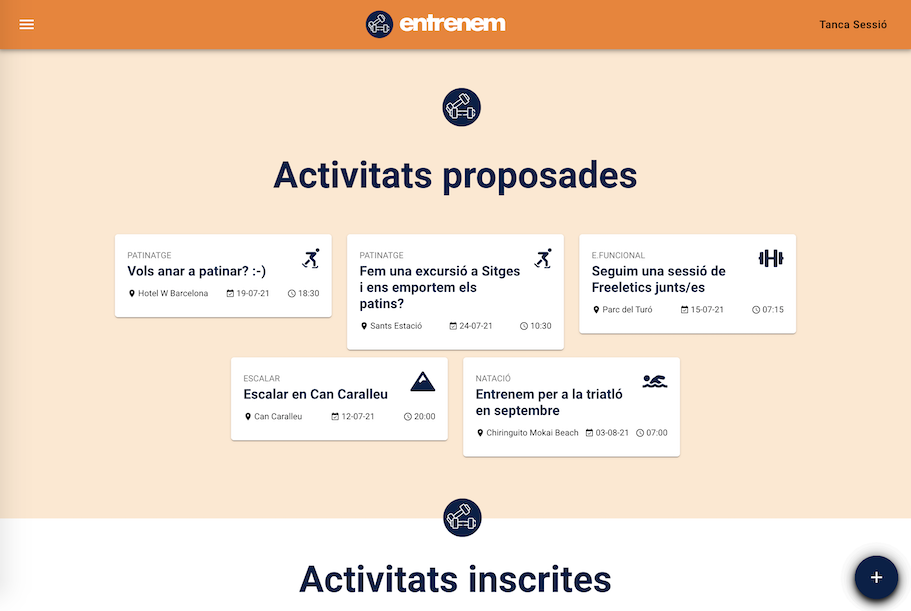 entrenem
Tanca Sessió
Activitats proposades
PATINATGE
Vols anar a patinar? :-)
Hotel W Barcelona 19-07-21 18:30
PATINATGE
Fem una excursió a Sitges
i ens emportem els
patins?
Sants Estació 24-07-21 10:30
E.FUNCIONAL
Seguim una sessió de
Freeletics junts/es
Parc del Turó 15-07-21 07:15
ESCALAR
Escalar en Can Caralleu
Can Caralleu 12-07-21 20:00
NATACIÓ
Entrenem per a la triatló
en septembre
Chiringuito Mokai Beach 03-08-21 07:00
Activitats inscrites
+